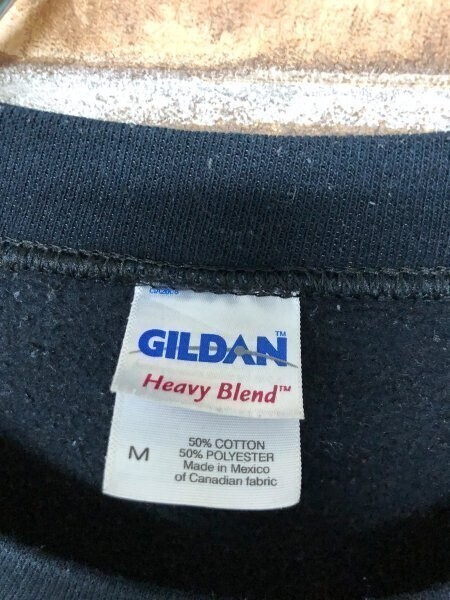 GILDAN™
Heavy Blend™
M
50% COTTON
50% POLYESTER
Made in Mexico
of Canadian fabric